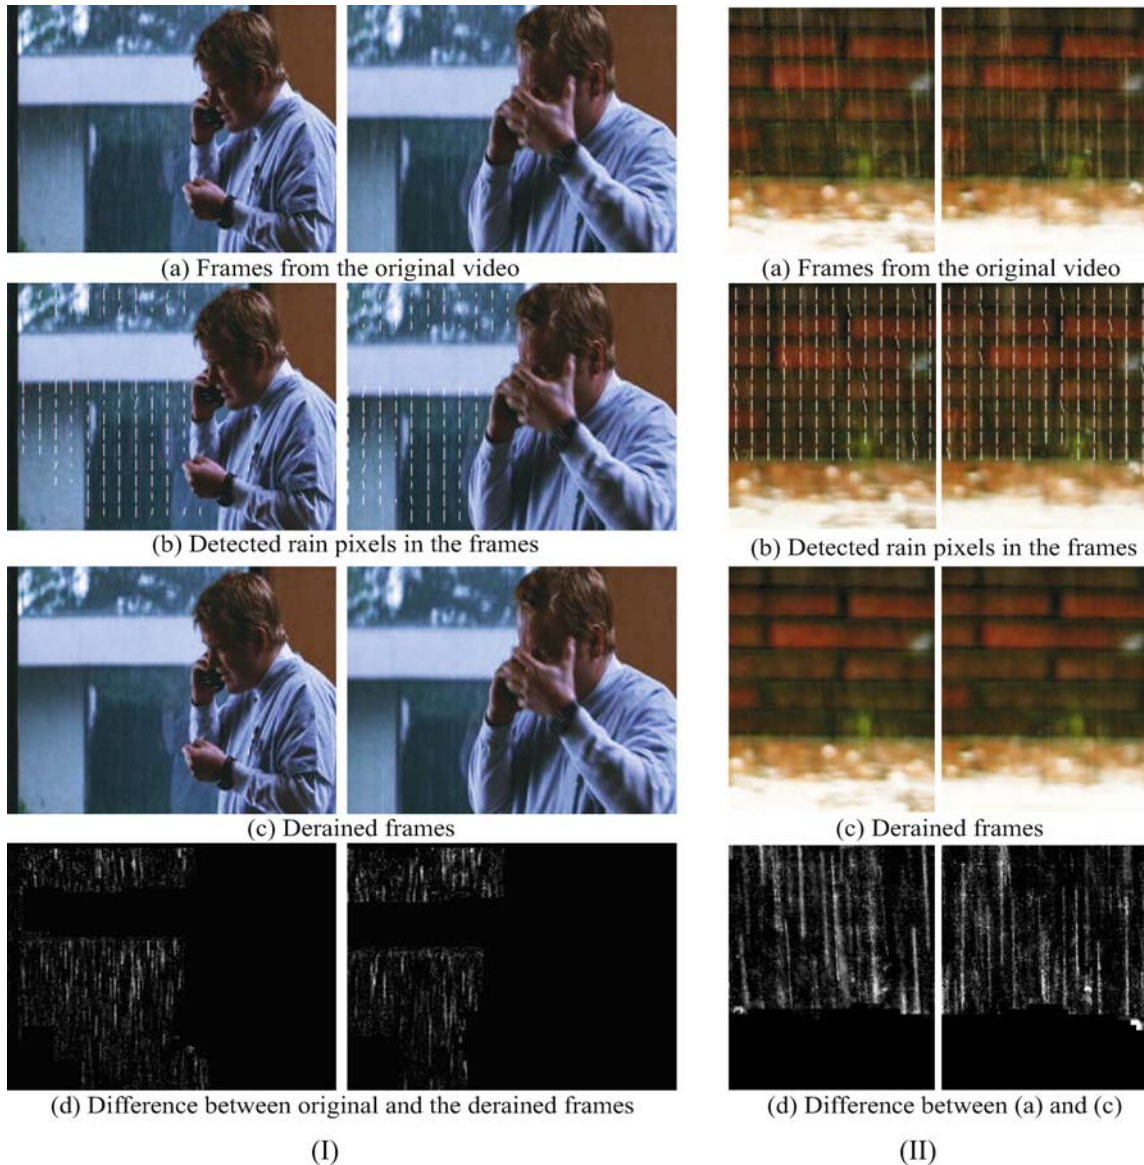 (a) Frames from the original video
(b) Detected rain pixels in the frames
(c) Derained frames
(d) Difference between original and the derained frames
(I)
(a) Frames from the original video
(b) Detected rain pixels in the frames
(c) Derained frames
(d) Difference between (a) and (c)
(II)